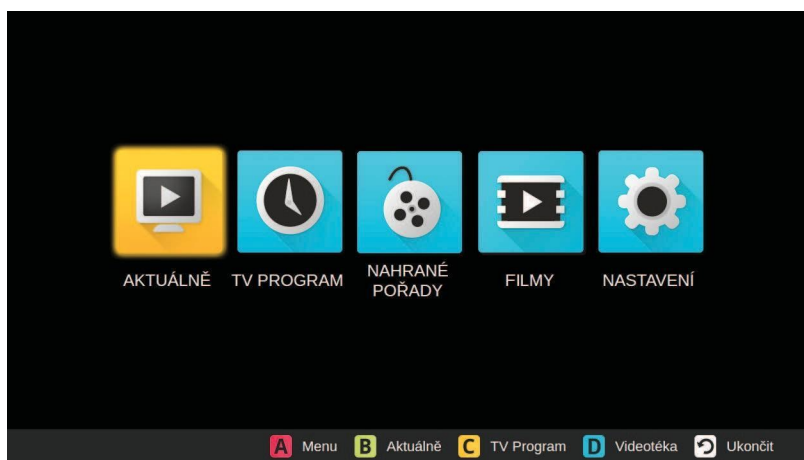 AKTUÁLNĚ
TV PROGRAM
NAHRANÉ
POŘADY
FILMY
NASTAVENÍ
A Menu B Aktuálně C TV Program D Videotéka Ukončit